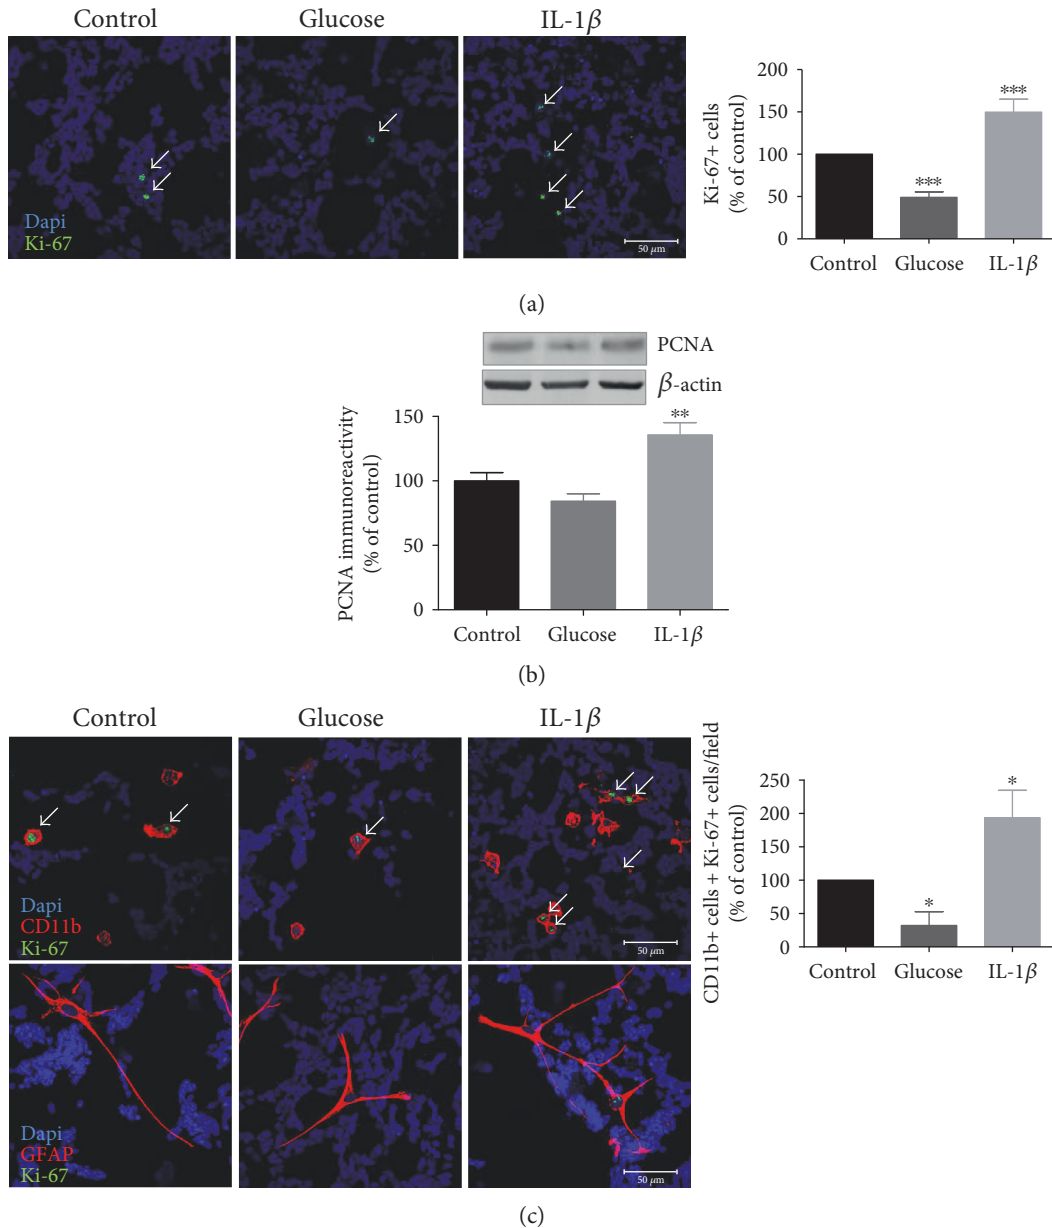 Control
Glucose
IL-1β
Dapi
Ki-67
50 μm
Ki-67+ cells
(% of control)
200
150
100
50
0
***
***
Control
Glucose
IL-1β
(a)
PCNA
β-actin
PCNA immunoreactivity
(% of control)
150
100
50
0
**
Control
Glucose
IL-1β
(b)
Control
Glucose
IL-1β
Dapi
CD11b
Ki-67
50 μm
CD11b+ cells + Ki-67+ cells/field
(% of control)
250
200
150
100
50
0
*
*
Control
Glucose
IL-1β
Dapi
GFAP
Ki-67
50 μm
(c)